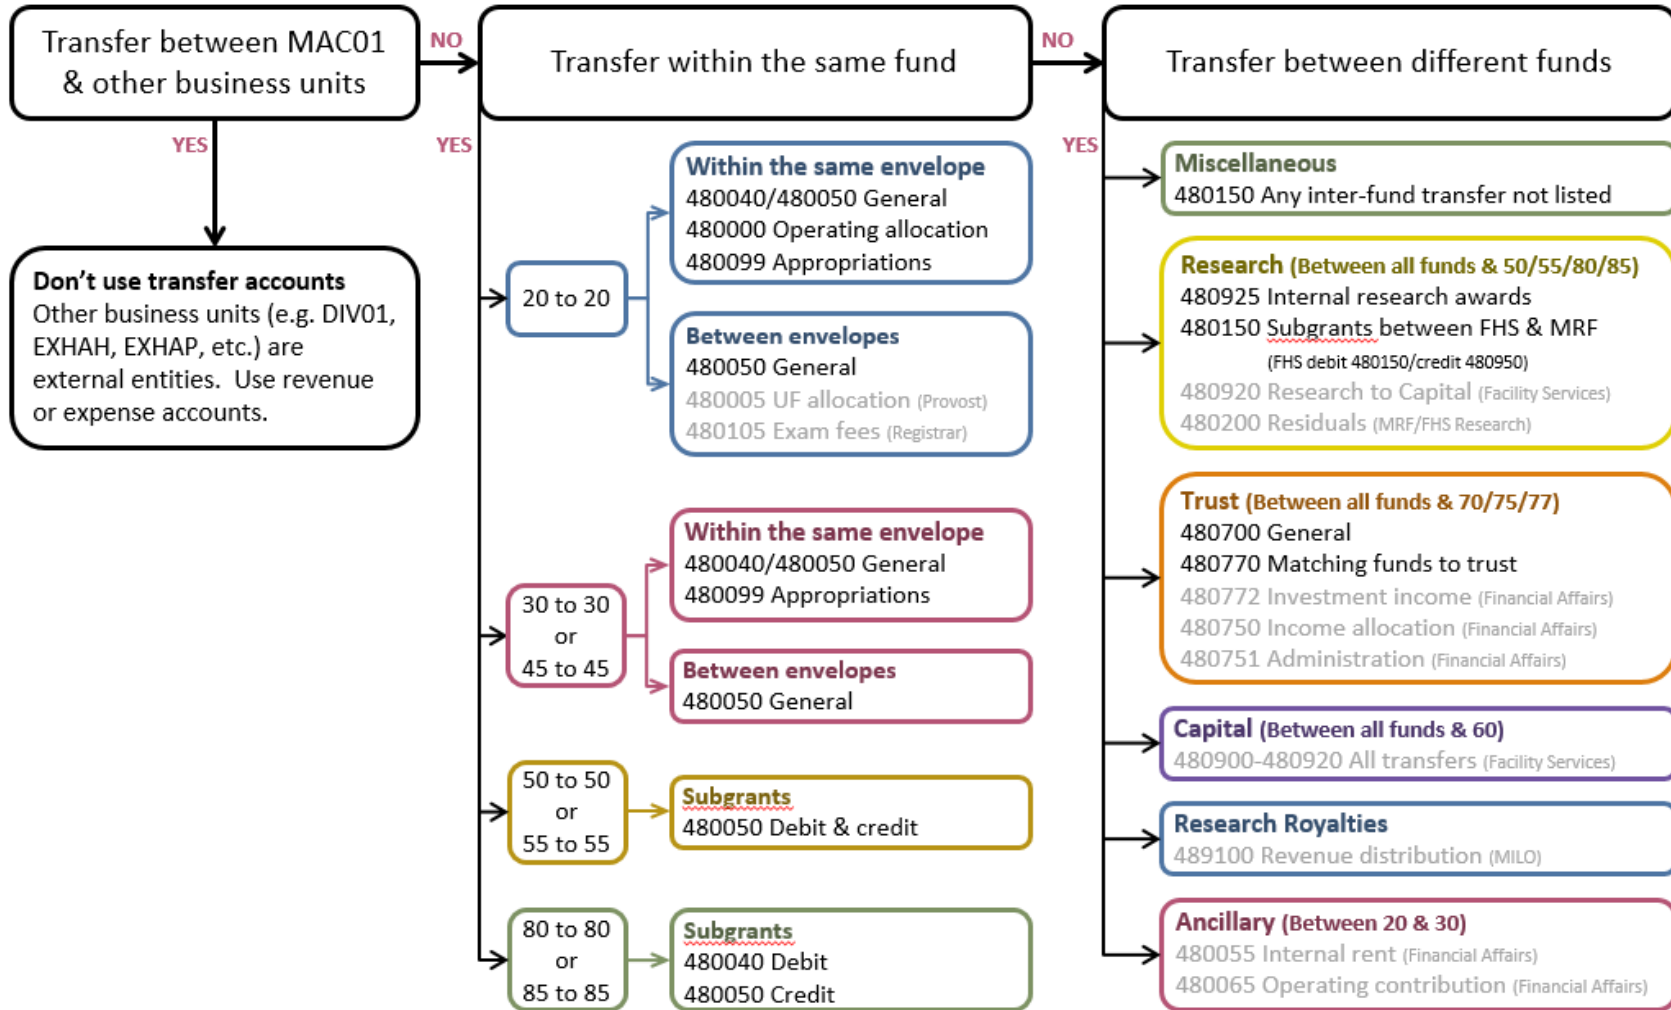 Transfer between MAC01
& other business units
NO
Transfer within the same fund
NO
Transfer between different funds
YES
Don’t use transfer accounts
Other business units (e.g. DIV01,
EXHAH, EXHAP, etc.) are
external entities.  Use revenue
or expense accounts.
YES
20 to 20
Within the same envelope
480040/480050 General
480000 Operating allocation
480099 Appropriations
Between envelopes
480050 General
480005 UF allocation (Provost)
480105 Exam fees (Registrar)
30 to 30
or
45 to 45
Within the same envelope
480040/480050 General
480099 Appropriations
Between envelopes
480050 General
50 to 50
or
55 to 55
Subgrants
480050 Debit & credit
80 to 80
or
85 to 85
Subgrants
480040 Debit
480050 Credit
YES
Miscellaneous
480150 Any inter-fund transfer not listed
Research (Between all funds & 50/55/80/85)
480925 Internal research awards
480150 Subgrants between FHS & MRF
(FHS debit 480150/credit 480950)
480920 Research to Capital (Facility Services)
480200 Residuals (MRF/FHS Research)
Trust (Between all funds & 70/75/77)
480700 General
480770 Matching funds to trust
480772 Investment income (Financial Affairs)
480750 Income allocation (Financial Affairs)
480751 Administration (Financial Affairs)
Capital (Between all funds & 60)
480900-480920 All transfers (Facility Services)
Research Royalties
489100 Revenue distribution (MILO)
Ancillary (Between 20 & 30)
480055 Internal rent (Financial Affairs)
480065 Operating contribution (Financial Affairs)